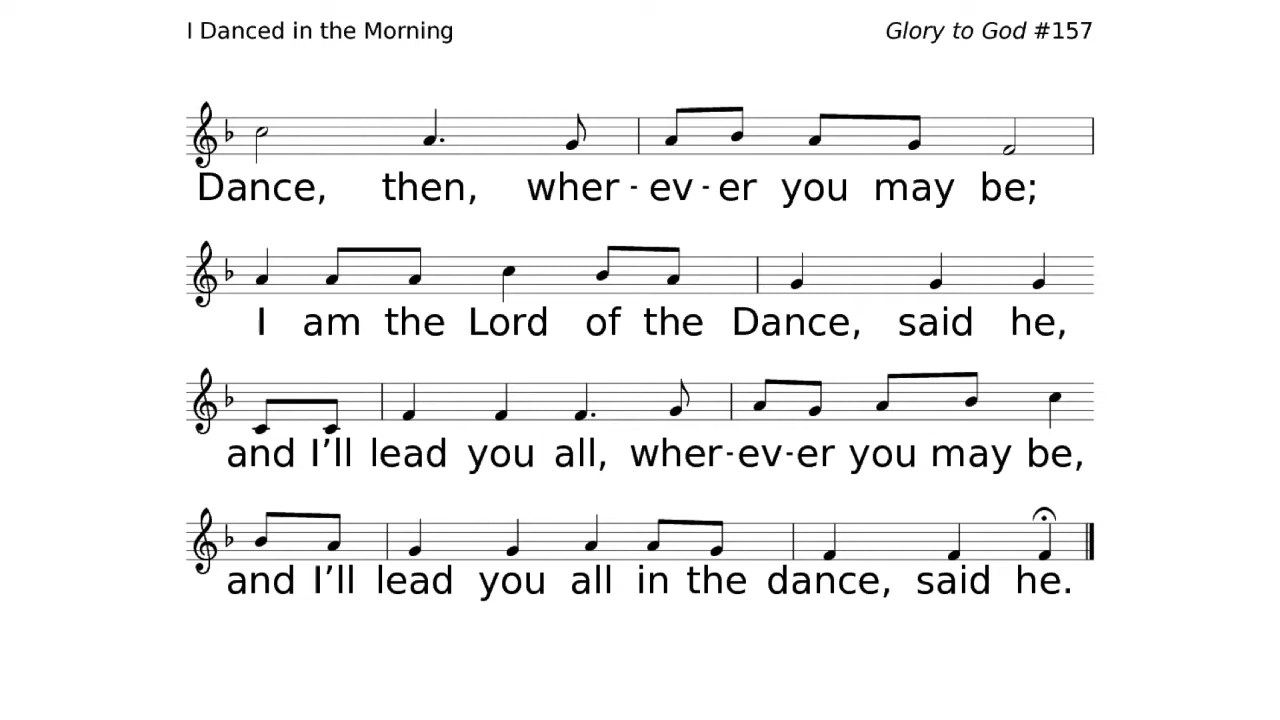 I Danced in the Morning
Glory to God #157
Dance, then, wher - ev - er you may be;
I am the Lord of the Dance, said he,
and I’ll lead you all, wher-ev-er you may be,
and I’ll lead you all in the dance, said he.